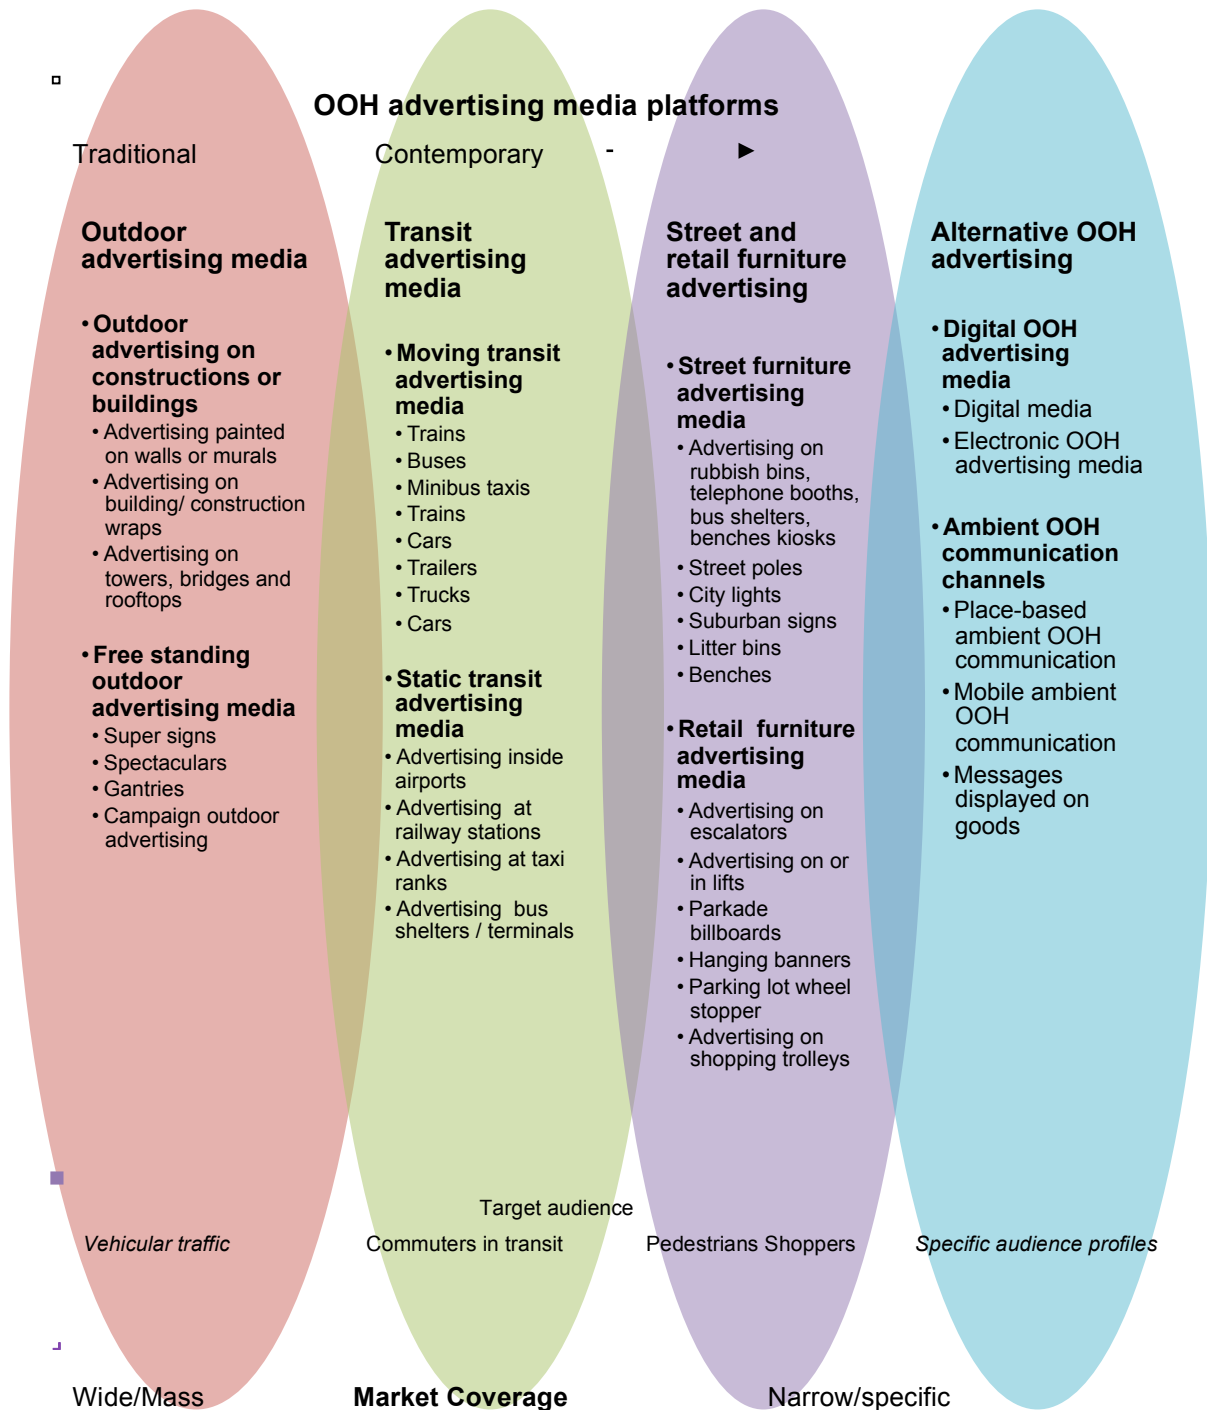 OOH advertising media platforms
Traditional
Contemporary - ►
Outdoor
advertising media
• Outdoor
advertising on
constructions or
buildings
• Advertising painted
on walls or murals
• Advertising on
building/ construction
wraps
• Advertising on
towers, bridges and
rooftops
• Free standing
outdoor
advertising media
• Super signs
• Spectaculars
• Gantries
• Campaign outdoor
advertising
Transit
advertising
media
• Moving transit
advertising
media
• Trains
• Buses
• Minibus taxis
• Trains
• Cars
• Trailers
• Trucks
• Cars
• Static transit
advertising
media
• Advertising inside
airports
• Advertising at
railway stations
• Advertising at taxi
ranks
• Advertising bus
shelters / terminals
Street and
retail furniture
advertising
• Street furniture
advertising
media
• Advertising on
rubbish bins,
telephone booths,
bus shelters,
benches kiosks
• Street poles
• City lights
• Suburban signs
• Litter bins
• Benches
• Retail furniture
advertising
media
• Advertising on
escalators
• Advertising on or
in lifts
• Parkade
billboards
• Hanging banners
• Parking lot wheel
stopper
• Advertising on
shopping trolleys
Alternative OOH
advertising
• Digital OOH
advertising
media
• Digital media
• Electronic OOH
advertising media
• Ambient OOH
communication
channels
• Place-based
ambient OOH
communication
• Mobile ambient
OOH
communication
• Messages
displayed on
goods
Target audience
Vehicular traffic
Commuters in transit
Pedestrians Shoppers
Specific audience profiles
Wide/Mass
Market Coverage
Narrow/specific